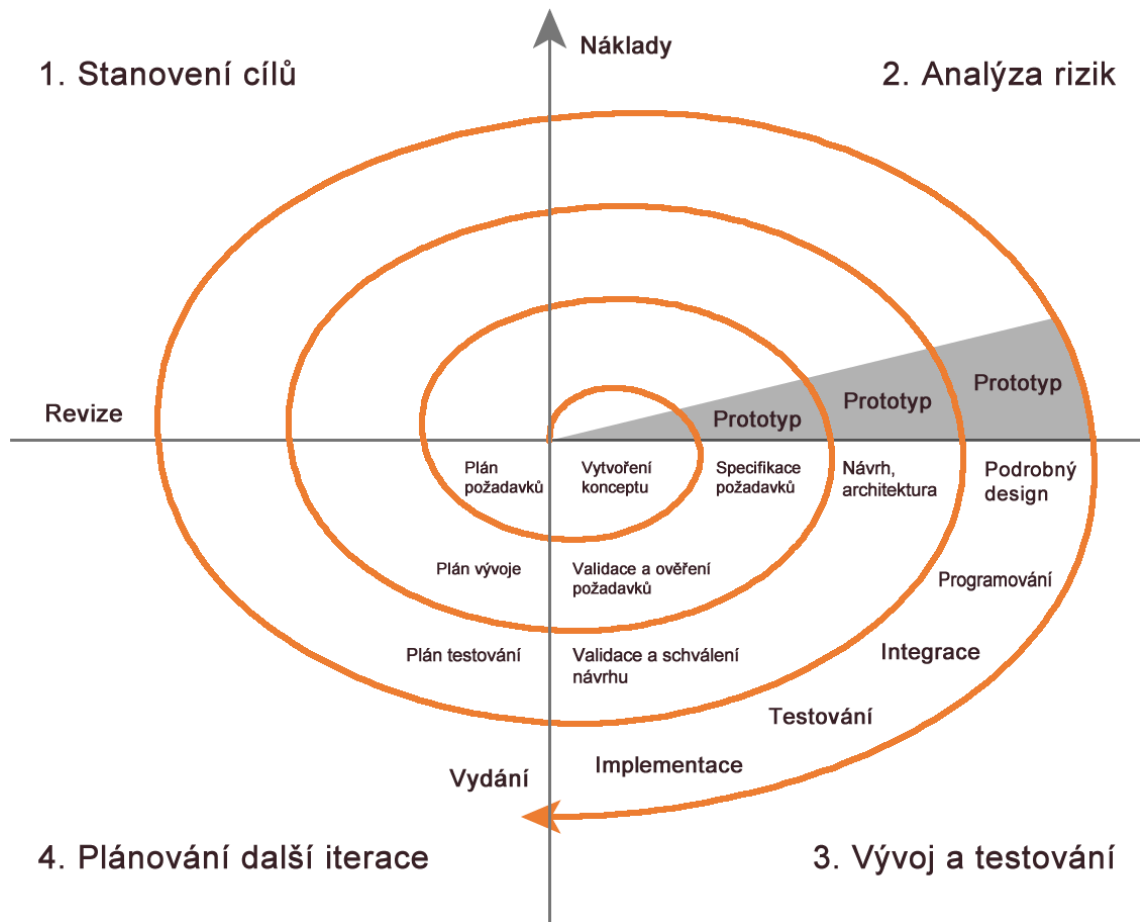 Náklady
1. Stanovení cílů
2. Analýza rizik
Revize
Prototyp
Prototyp
Prototyp
Plán
požadavků
Vytvoření
konceptu
Specifikace
požadavků
Návrh,
architektura
Podrobný
design
Plán vývoje
Validace a ověření
požadavků
Programování
Plán testování
Validace a schválení
návrhu
Integrace
Testování
Vydání
Implementace
4. Plánování další iterace
3. Vývoj a testování